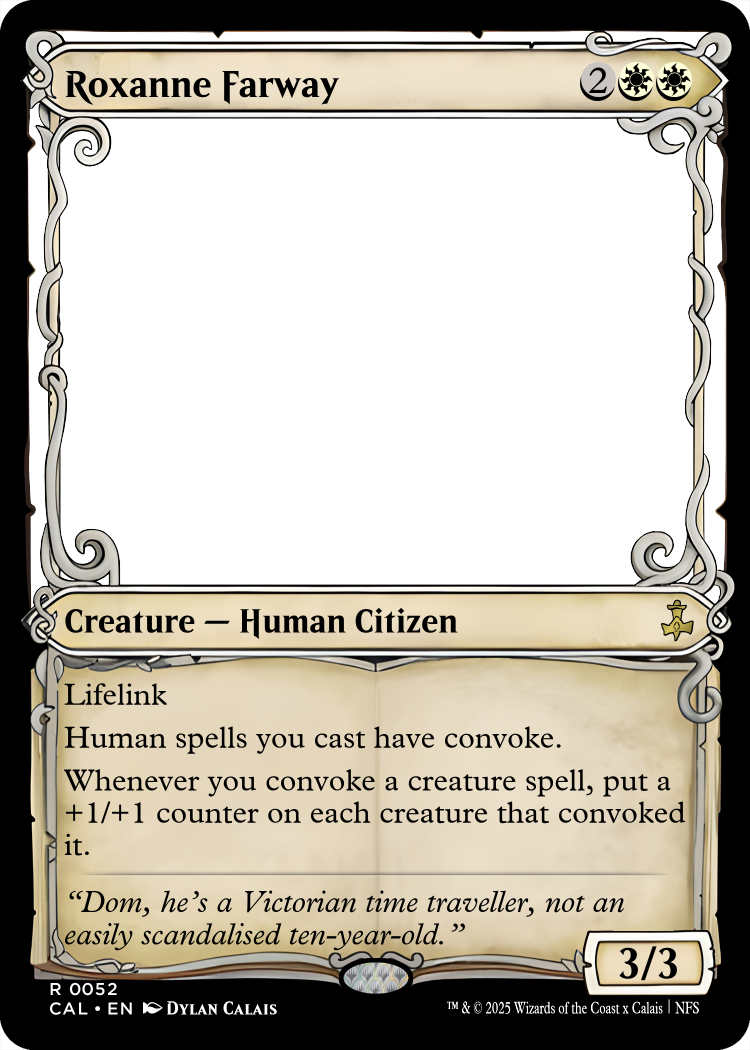 Roxanne Farway 2
Creature — Human Citizen
Lifelink
Human spells you cast have convoke.
Whenever you convoke a creature spell, put a
+1/+1 counter on each creature that convoked
it.
“Dom, he’s a Victorian time traveller, not an
easily scandalised ten-year-old.”
3/3
R 0052
CAL • EN DYLAN CALAIS
™ & © 2025 Wizards of the Coast x Calais | NFS